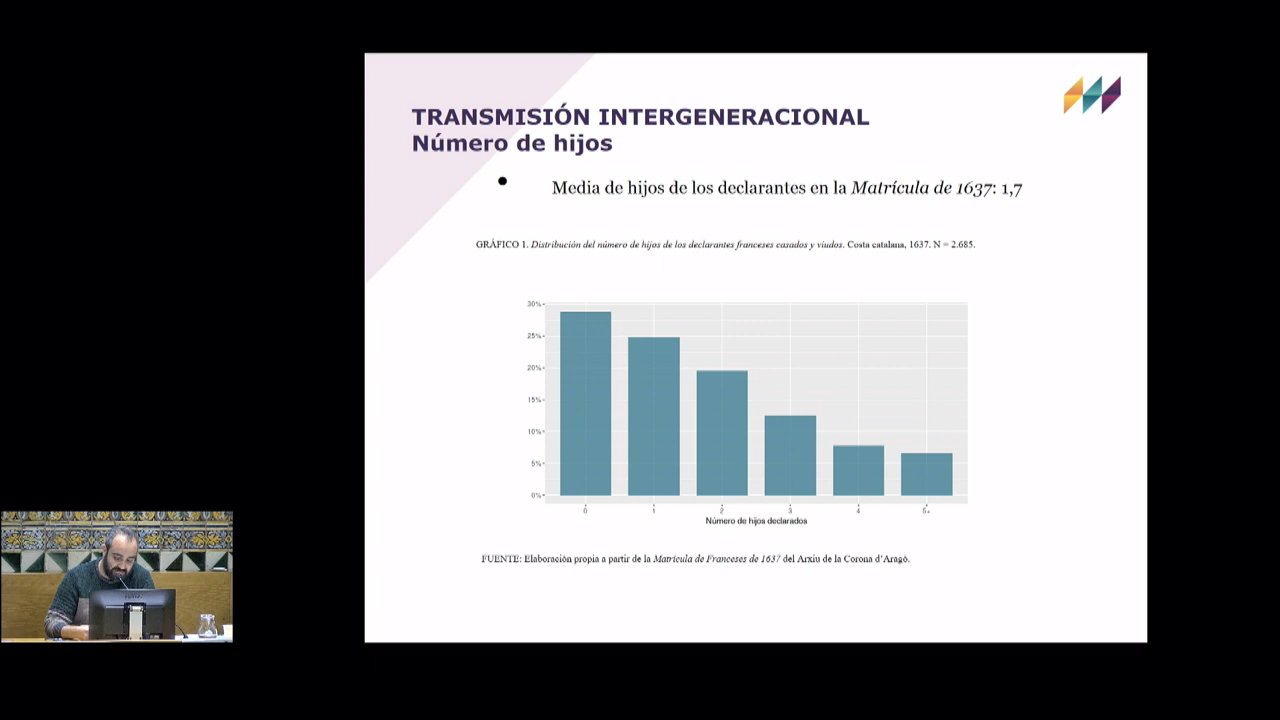 TRANSMISIÓN INTERGENERACIONAL
Número de hijos
• Media de hijos de los declarantes en la Matrícula de 1637: 1,7
GRÁFICO 1. Distribución del número de hijos de los declarantes franceses casados y viudos. Costa catalana, 1637. N = 2.685.
30%
25%
20%
15%
10%
5%
0%
0 1 2 3 4 5+
Número de hijos declarados
FUENTE: Elaboración propia a partir de la Matrícula de Franceses de 1637 del Arxiu de la Corona d'Aragó.